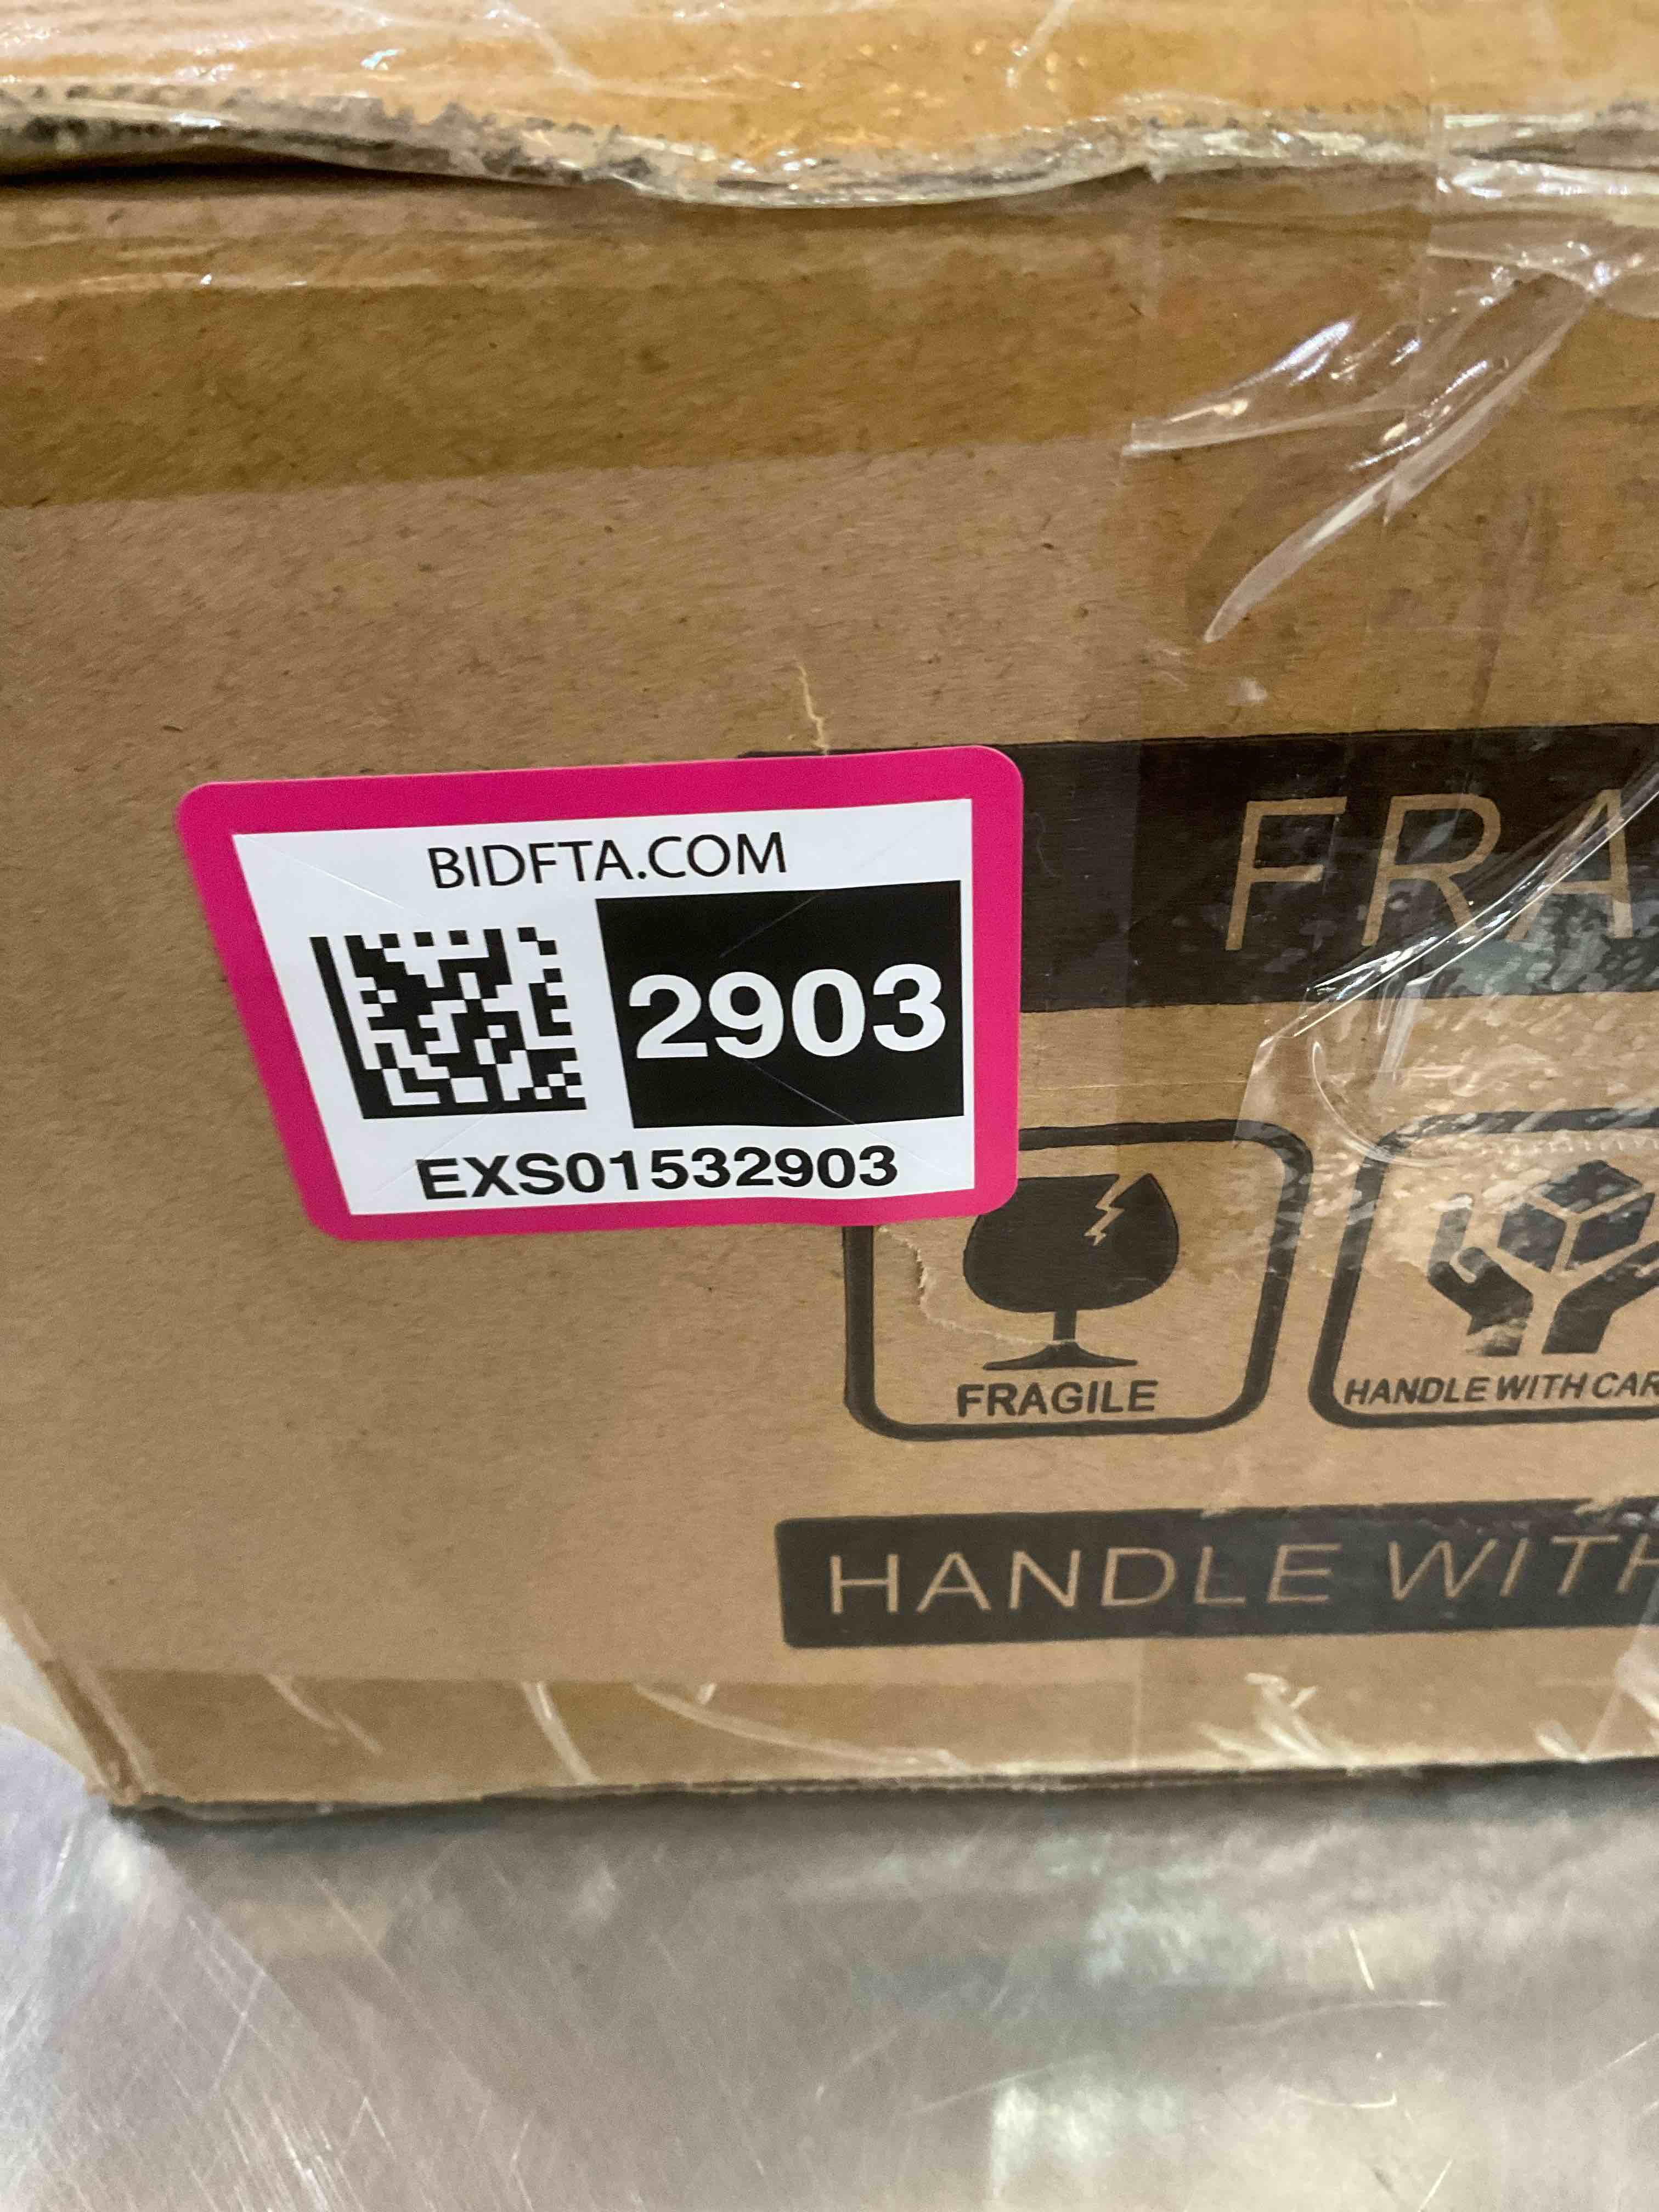 BIDFTA.COM
2903
EXS01532903
FRA
FRAGILE
HANDLE WITH CAR
HANDLE WITH